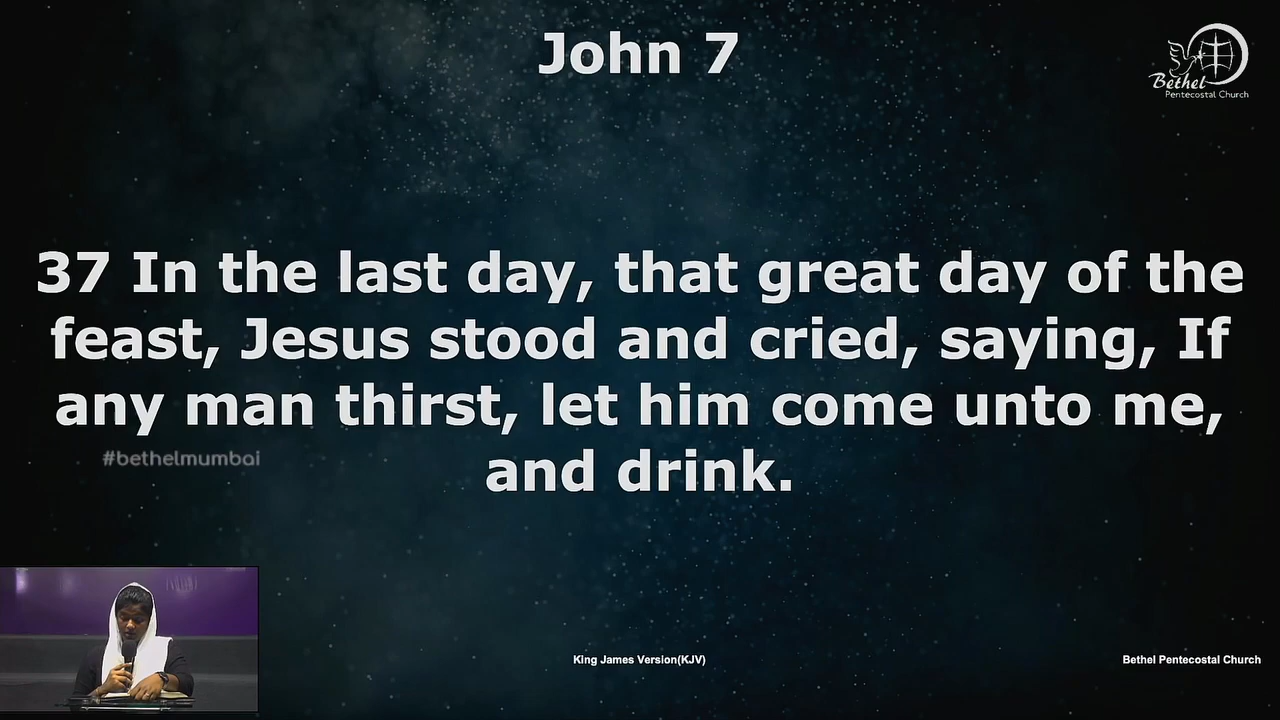 John 7
Bethel
Pentecostal Church
37 In the last day, that great day of the
feast, Jesus stood and cried, saying, If
any man thirst, let him come unto me,
and drink.
#bethelmumbai
King James Version(KJV)
Bethel Pentecostal Church